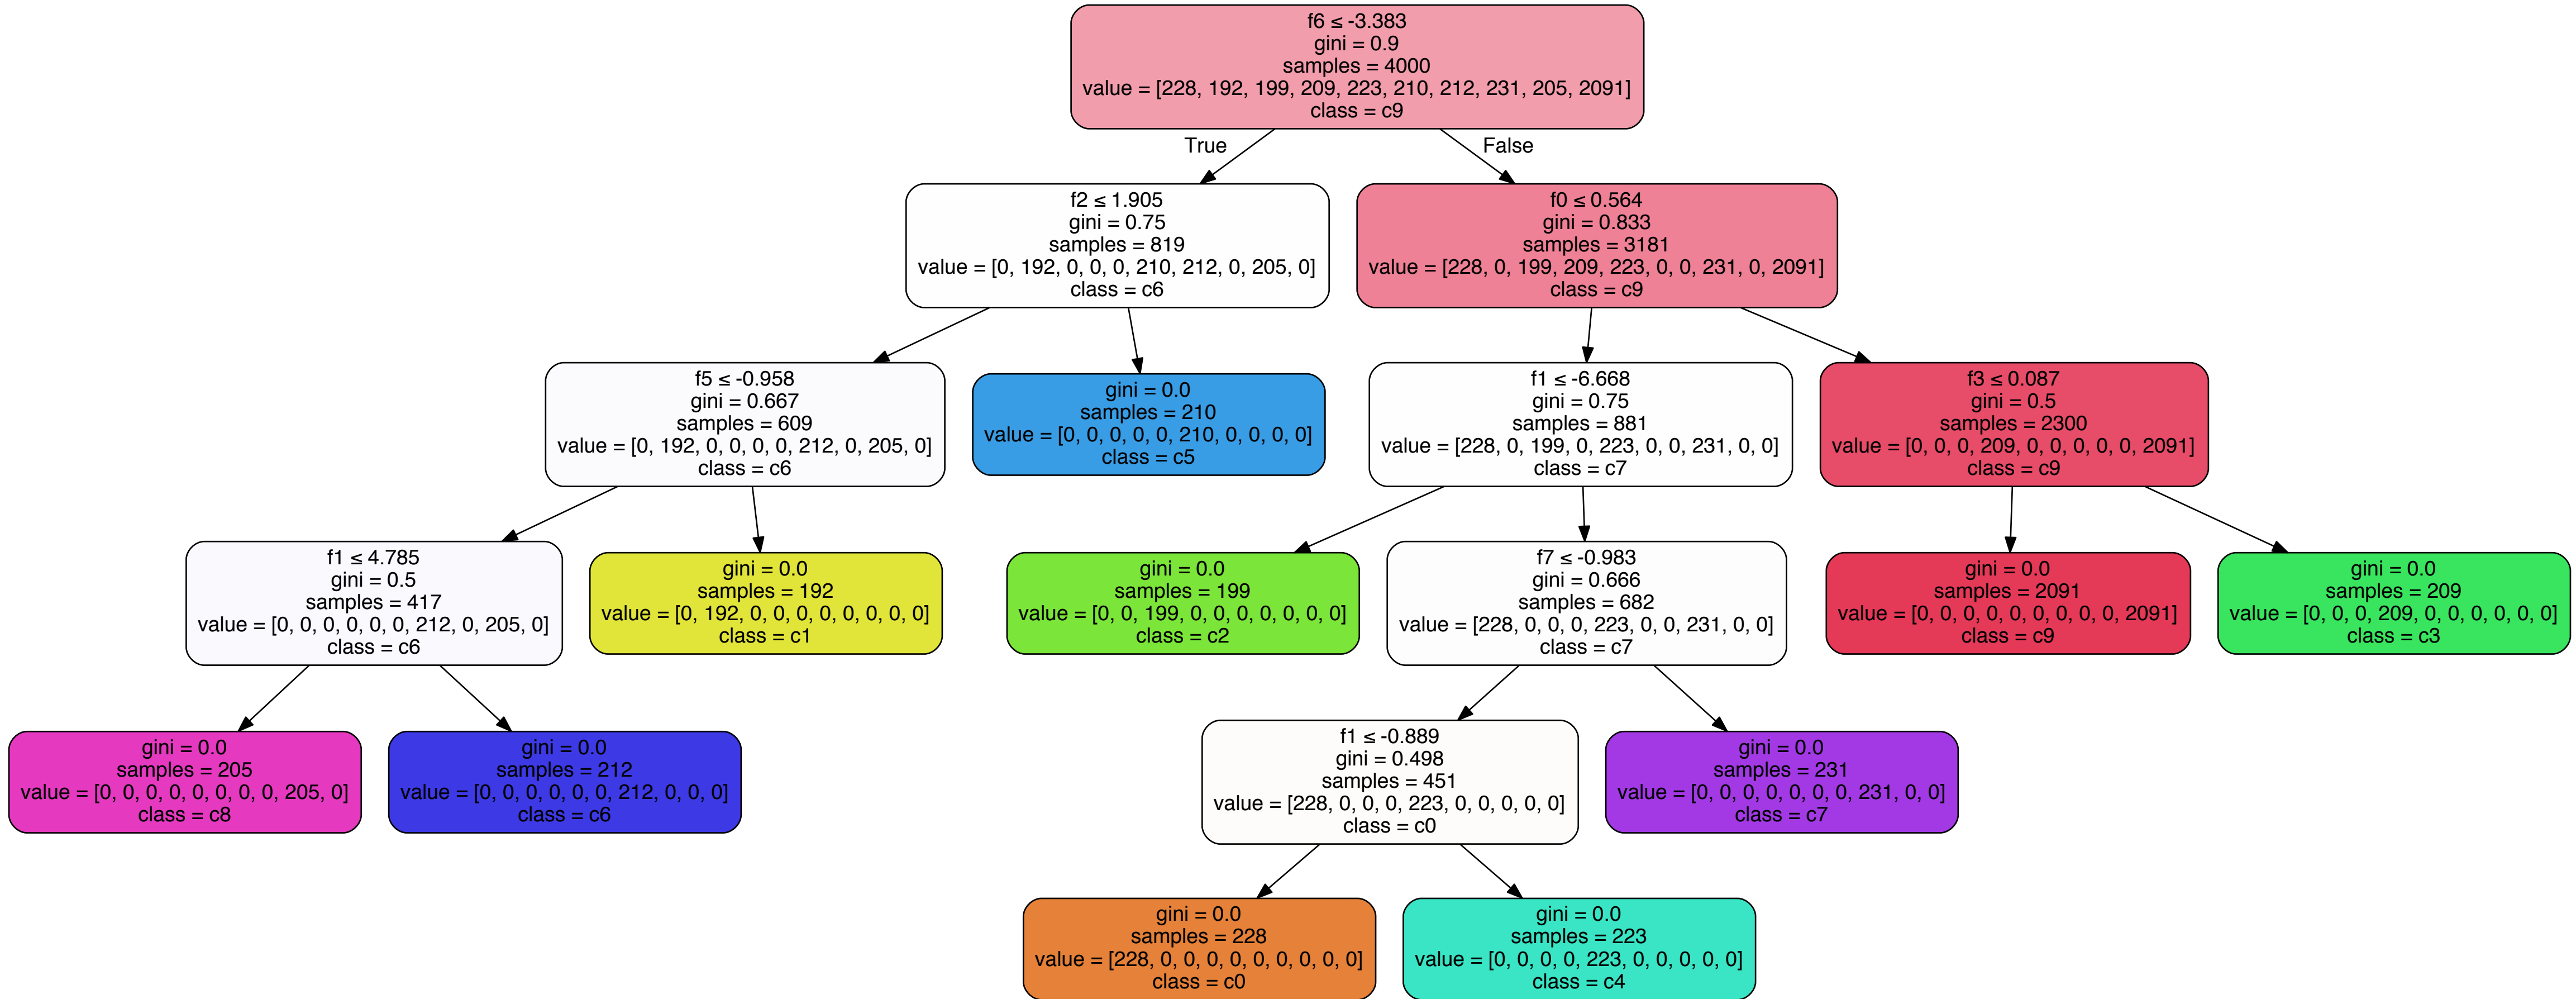 f6 ≤ -3.383
gini = 0.9
samples = 4000
value = [228, 192, 199, 209, 223, 210, 212, 231, 205, 2091]
class = c9
True
False
f2 ≤ 1.905
gini = 0.75
samples = 819
value = [0, 192, 0, 0, 0, 210, 212, 0, 205, 0]
class = c6
f0 ≤ 0.564
gini = 0.833
samples = 3181
value = [228, 0, 199, 209, 223, 0, 0, 231, 0, 2091]
class = c9
f5 ≤ -0.958
gini = 0.667
samples = 609
value = [0, 192, 0, 0, 0, 0, 212, 0, 205, 0]
class = c6
gini = 0.0
samples = 210
value = [0, 0, 0, 0, 0, 210, 0, 0, 0, 0]
class = c5
f1 ≤ -6.668
gini = 0.75
samples = 881
value = [228, 0, 199, 0, 223, 0, 0, 231, 0, 0]
class = c7
f3 ≤ 0.087
gini = 0.5
samples = 2300
value = [0, 0, 0, 209, 0, 0, 0, 0, 0, 2091]
class = c9
f1 ≤ 4.785
gini = 0.5
samples = 417
value = [0, 0, 0, 0, 0, 0, 212, 0, 205, 0]
class = c6
gini = 0.0
samples = 192
value = [0, 192, 0, 0, 0, 0, 0, 0, 0, 0]
class = c1
gini = 0.0
samples = 199
value = [0, 0, 199, 0, 0, 0, 0, 0, 0, 0]
class = c2
f7 ≤ -0.983
gini = 0.666
samples = 682
value = [228, 0, 0, 0, 223, 0, 0, 231, 0, 0]
class = c7
gini = 0.0
samples = 2091
value = [0, 0, 0, 0, 0, 0, 0, 0, 0, 2091]
class = c9
gini = 0.0
samples = 209
value = [0, 0, 0, 209, 0, 0, 0, 0, 0, 0]
class = c3
gini = 0.0
samples = 205
value = [0, 0, 0, 0, 0, 0, 0, 0, 205, 0]
class = c8
gini = 0.0
samples = 212
value = [0, 0, 0, 0, 0, 0, 212, 0, 0, 0]
class = c6
f1 ≤ -0.889
gini = 0.498
samples = 451
value = [228, 0, 0, 0, 223, 0, 0, 0, 0, 0]
class = c0
gini = 0.0
samples = 231
value = [0, 0, 0, 0, 0, 0, 0, 231, 0, 0]
class = c7
gini = 0.0
samples = 228
value = [228, 0, 0, 0, 0, 0, 0, 0, 0, 0]
class = c0
gini = 0.0
samples = 223
value = [0, 0, 0, 0, 223, 0, 0, 0, 0, 0]
class = c4